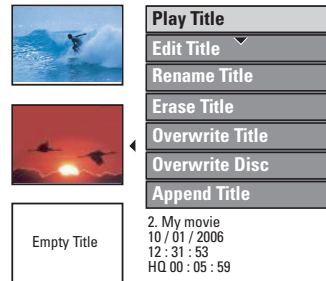 Play Title
Edit Title
Rename Title
Erase Title
Overwrite Title
Overwrite Disc
Append Title
Empty Title
2. My movie
10 / 01 / 2006
12 : 31 : 53
HQ 00 : 05 : 59